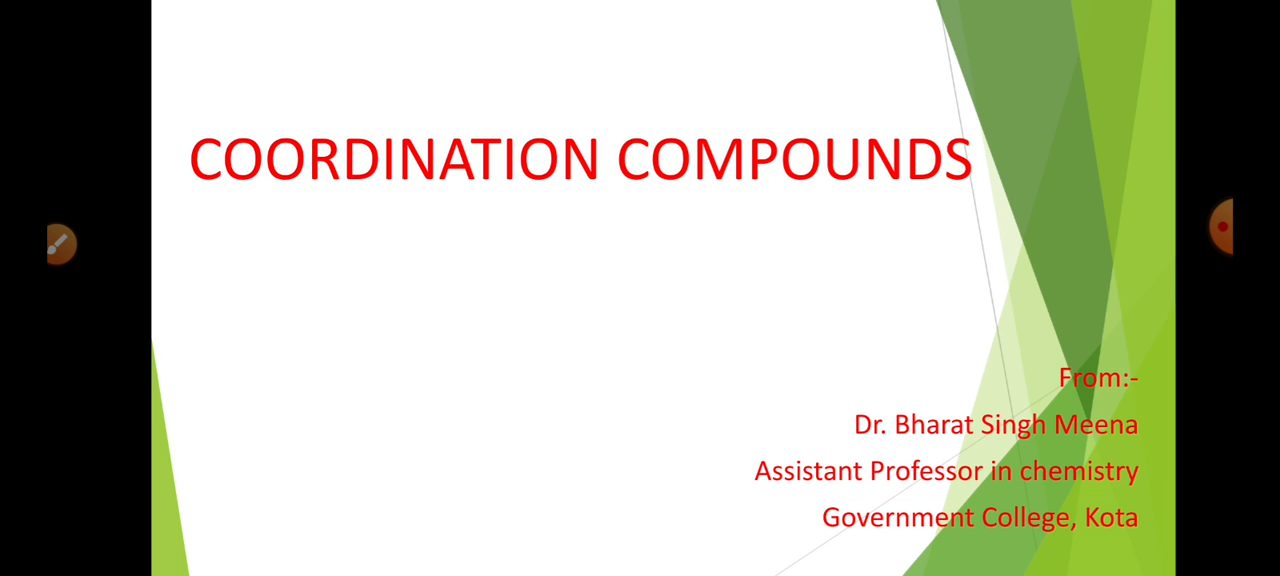 COORDINATION COMPOUNDS
From:-
Dr. Bharat Singh Meena
Assistant Professor in chemistry
Government College, Kota